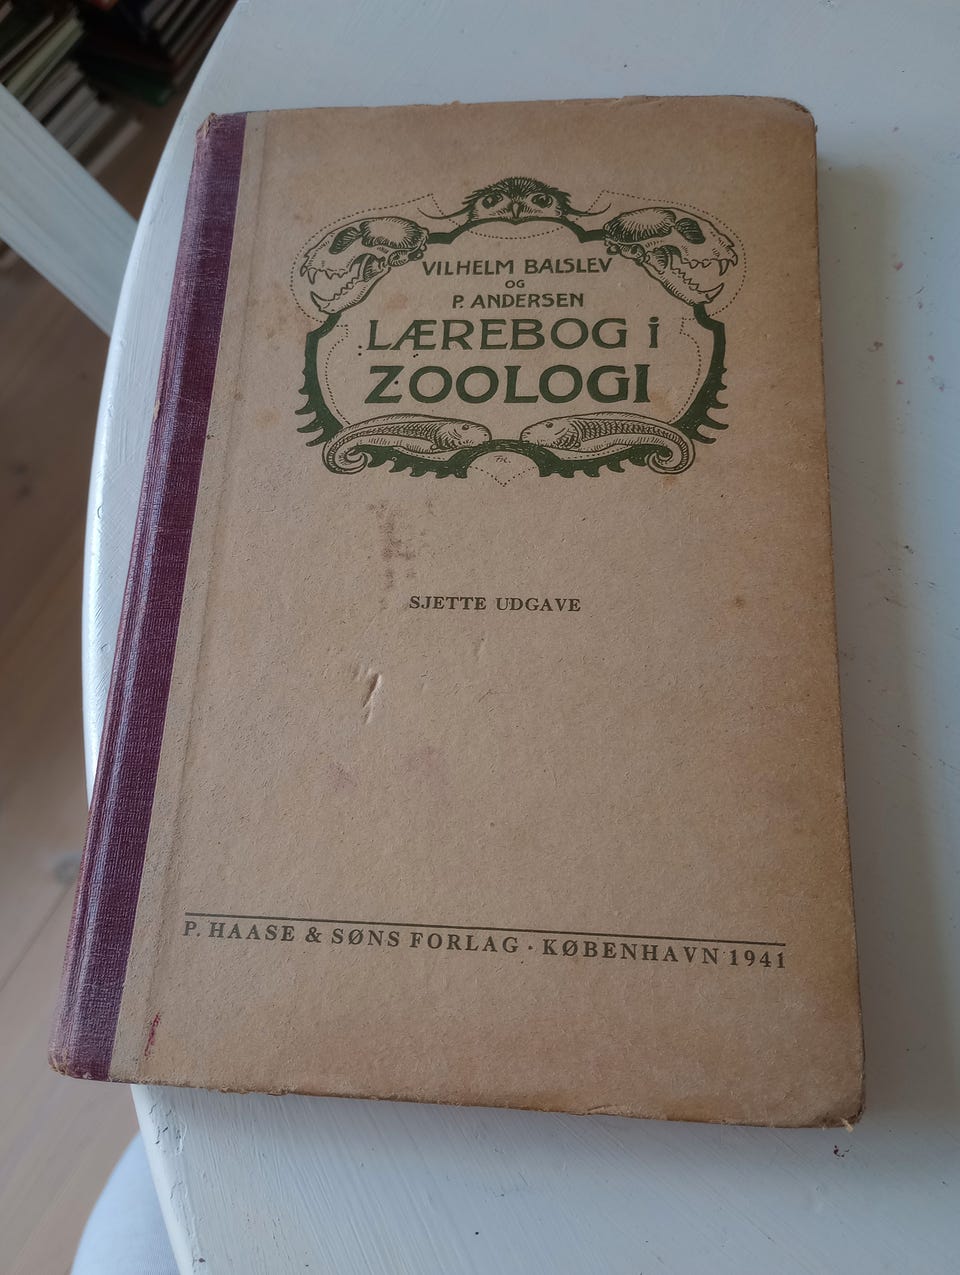 VILHELM BALSLEV
OG
P. ANDERSEN
LÆREBOG i
ZOOLOGI
SJETTE UDGAVE
P. HAASE & SØNS FORLAG · KØBENHAVN 1941